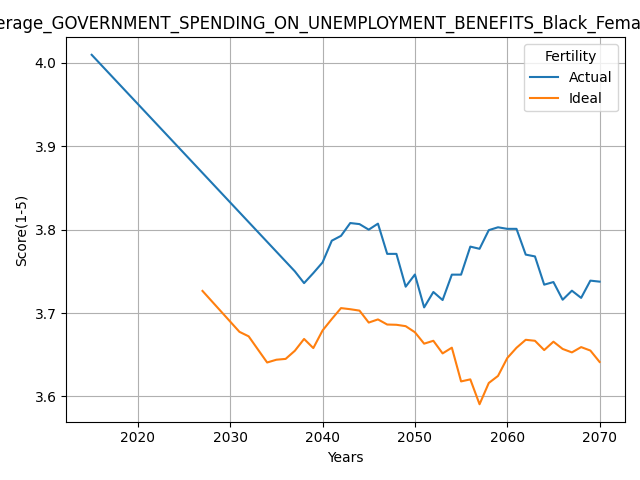 erage_GOVERNMENT_SPENDING_ON_UNEMPLOYMENT_BENEFITS_Black_Fema
Fertility
Actual
Ideal
4.0
3.9
3.8
3.7
3.6
Score(1-5)
2020 2030 2040 2050 2060 2070
Years